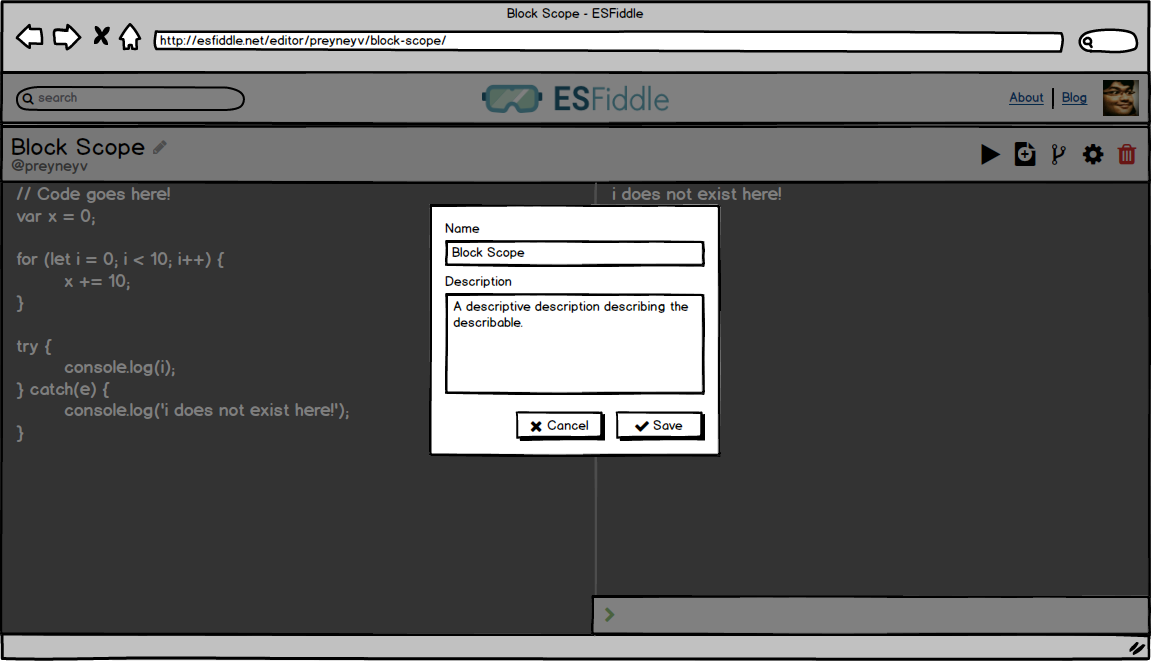 Block Scope - ESFiddle
http://esfiddle.net/editor/preyneyv/block-scope/
search
ESFiddle
About
Blog
Block Scope
@preyneyv
// Code goes here!
var x = 0;
for (let i = 0; i < 10; i++) {
x += 10;
}
try {
console.log(i);
} catch(e) {
console.log('i does not exist here!');
}
i does not exist here!
Name
Block Scope
Description
A descriptive description describing the
describable.
Cancel
Save